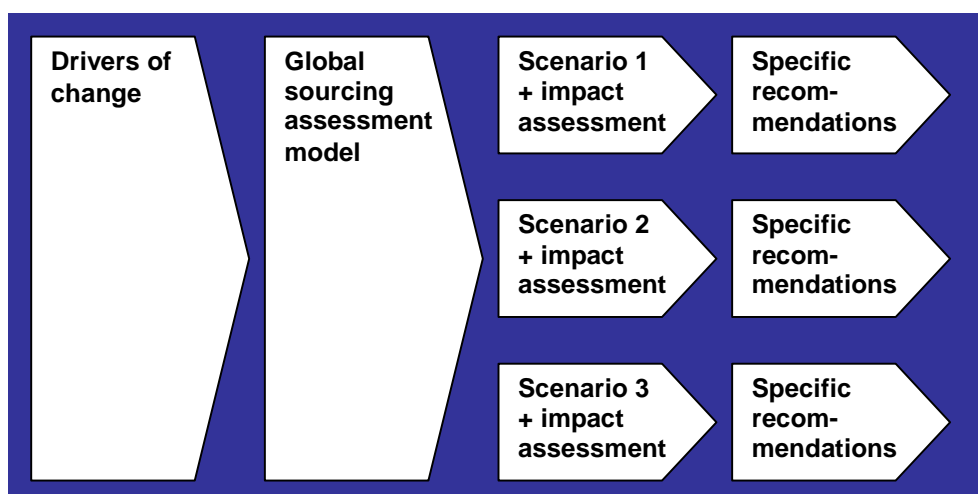 Drivers of
change
Global
sourcing
assessment
model
Scenario 1
+ impact
assessment
Specific
recom-
mendations
Scenario 2
+ impact
assessment
Specific
recom-
mendations
Scenario 3
+ impact
assessment
Specific
recom-
mendations